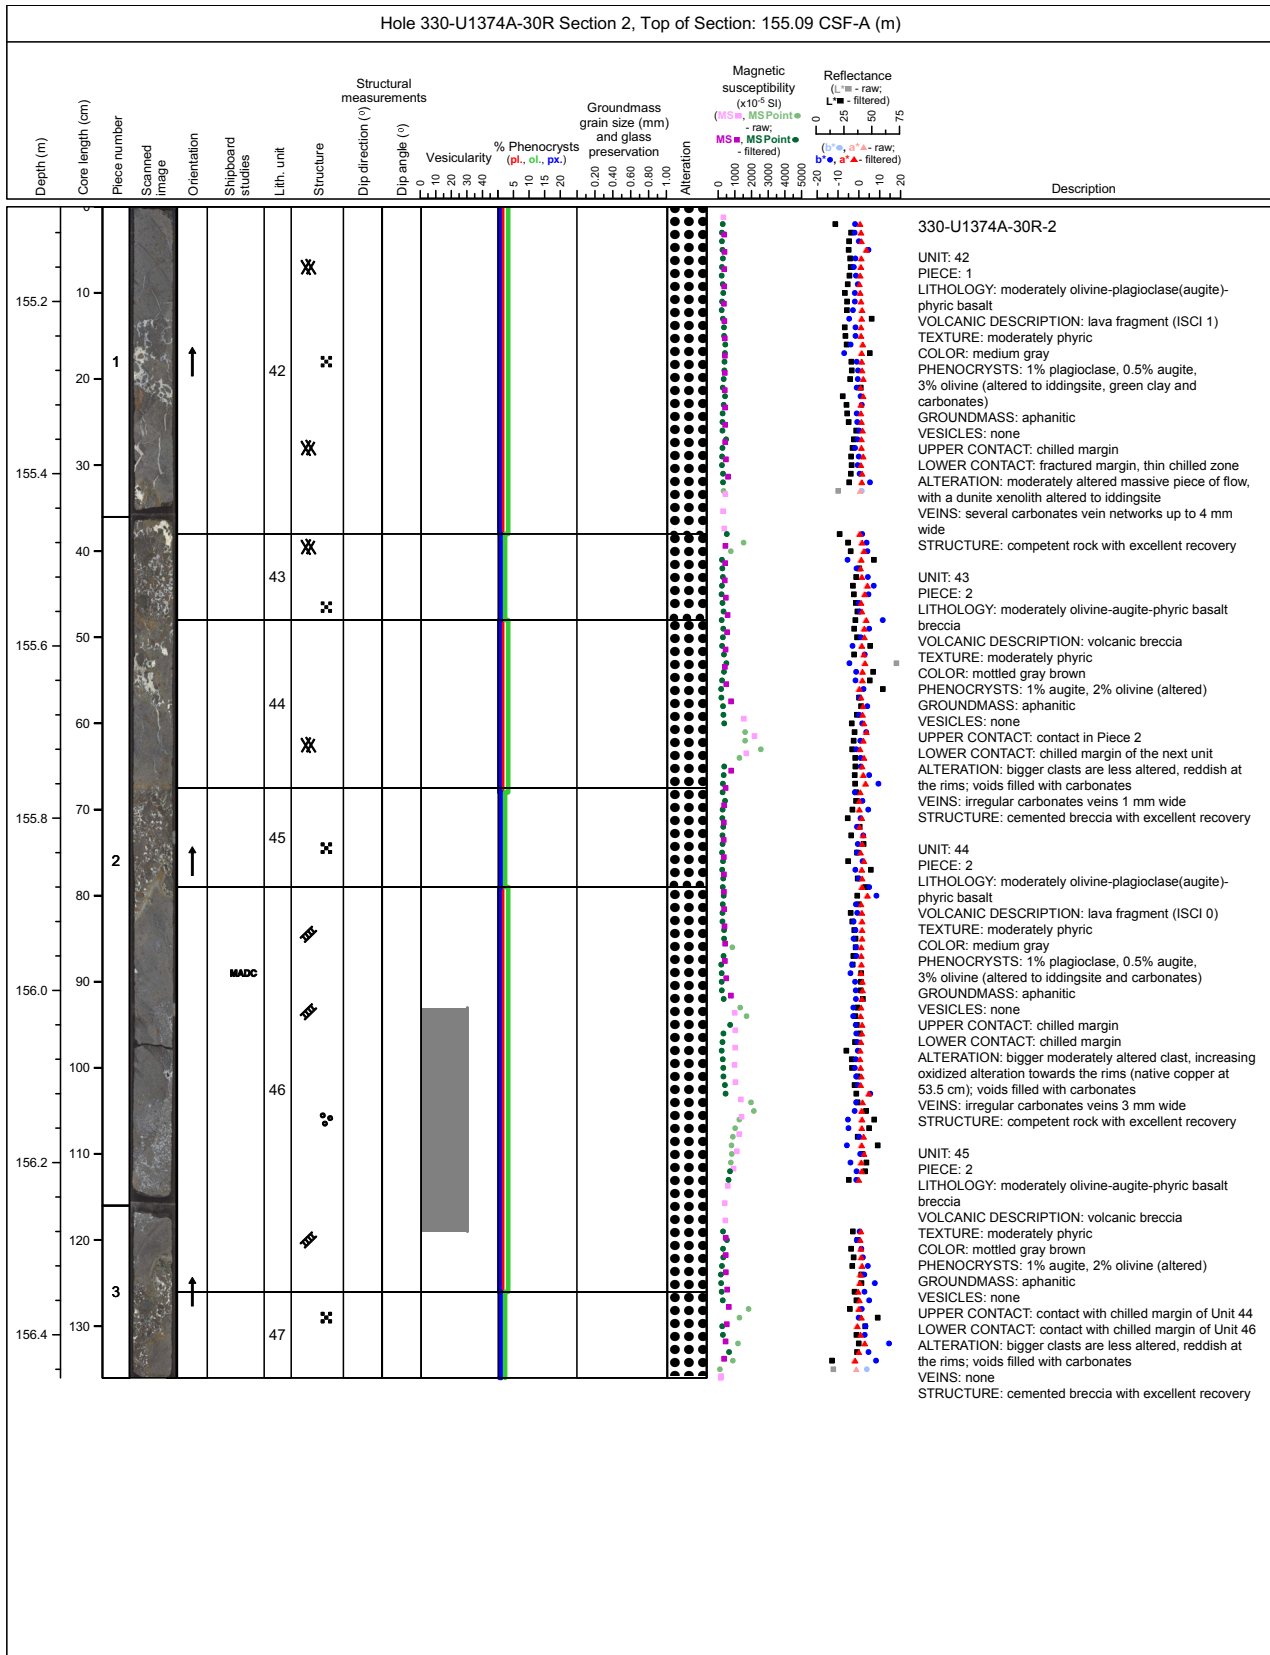 Hole 330-U1374A-30R Section 2, Top of Section: 155.09 CSF-A (m)
Depth (m)
Core length (cm)
Piece number
Scanned image
Orientation
Shipboard studies
Lith. unit
Structure
Structural measurements
Dip direction (º)
Dip angle (º)
Vesicularity
0 10 20 30 40
% Phenocrysts
(pl., ol., px.)
5 10 15 20
Groundmass
grain size (mm)
and glass
preservation
0.20 0.40 0.60 0.80 1.00
Alteration
Magnetic
susceptibility
(x10-5 SI)
(MS■, MSPoint●
- raw;
MS■, MSPoint●
- filtered)
0 1000 2000 3000 4000 5000
Reflectance
(L*■ - raw;
L*■ - filtered)
0 25 50 75
(b*●, a*▲- raw;
b*●, a*▲- filtered)
-20 -10 0 10 20
Description
155.2
155.4
155.6
155.8
156.0
156.2
156.4
0
10
20
30
40
50
60
70
80
90
100
110
120
130
1
2
3
MADC
42
43
44
45
46
47
330-U1374A-30R-2
UNIT: 42
PIECE: 1
LITHOLOGY: moderately olivine-plagioclase(augite)-
phyric basalt
VOLCANIC DESCRIPTION: lava fragment (ISCI 1)
TEXTURE: moderately phyric
COLOR: medium gray
PHENOCRYSTS: 1% plagioclase, 0.5% augite,
3% olivine (altered to iddingsite, green clay and
carbonates)
GROUNDMASS: aphanitic
VESICLES: none
UPPER CONTACT: chilled margin
LOWER CONTACT: fractured margin, thin chilled zone
ALTERATION: moderately altered massive piece of flow,
with a dunite xenolith altered to iddingsite
VEINS: several carbonates vein networks up to 4 mm
wide
STRUCTURE: competent rock with excellent recovery
UNIT: 43
PIECE: 2
LITHOLOGY: moderately olivine-augite-phyric basalt
breccia
VOLCANIC DESCRIPTION: volcanic breccia
TEXTURE: moderately phyric
COLOR: mottled gray brown
PHENOCRYSTS: 1% augite, 2% olivine (altered)
GROUNDMASS: aphanitic
VESICLES: none
UPPER CONTACT: contact in Piece 2
LOWER CONTACT: chilled margin of the next unit
ALTERATION: bigger clasts are less altered, reddish at
the rims; voids filled with carbonates
VEINS: irregular carbonates veins 1 mm wide
STRUCTURE: cemented breccia with excellent recovery
UNIT: 44
PIECE: 2
LITHOLOGY: moderately olivine-plagioclase(augite)-
phyric basalt
VOLCANIC DESCRIPTION: lava fragment (ISCI 0)
TEXTURE: moderately phyric
COLOR: medium gray
PHENOCRYSTS: 1% plagioclase, 0.5% augite,
3% olivine (altered to iddingsite and carbonates)
GROUNDMASS: aphanitic
VESICLES: none
UPPER CONTACT: chilled margin
LOWER CONTACT: chilled margin
ALTERATION: bigger moderately altered clast, increasing
oxidized alteration towards the rims (native copper at
53.5 cm); voids filled with carbonates
VEINS: irregular carbonates veins 3 mm wide
STRUCTURE: competent rock with excellent recovery
UNIT: 45
PIECE: 2
LITHOLOGY: moderately olivine-augite-phyric basalt
breccia
VOLCANIC DESCRIPTION: volcanic breccia
TEXTURE: moderately phyric
COLOR: mottled gray brown
PHENOCRYSTS: 1% augite, 2% olivine (altered)
GROUNDMASS: aphanitic
VESICLES: none
UPPER CONTACT: contact with chilled margin of Unit 44
LOWER CONTACT: contact with chilled margin of Unit 46
ALTERATION: bigger clasts are less altered, reddish at
the rims; voids filled with carbonates
VEINS: none
STRUCTURE: cemented breccia with excellent recovery